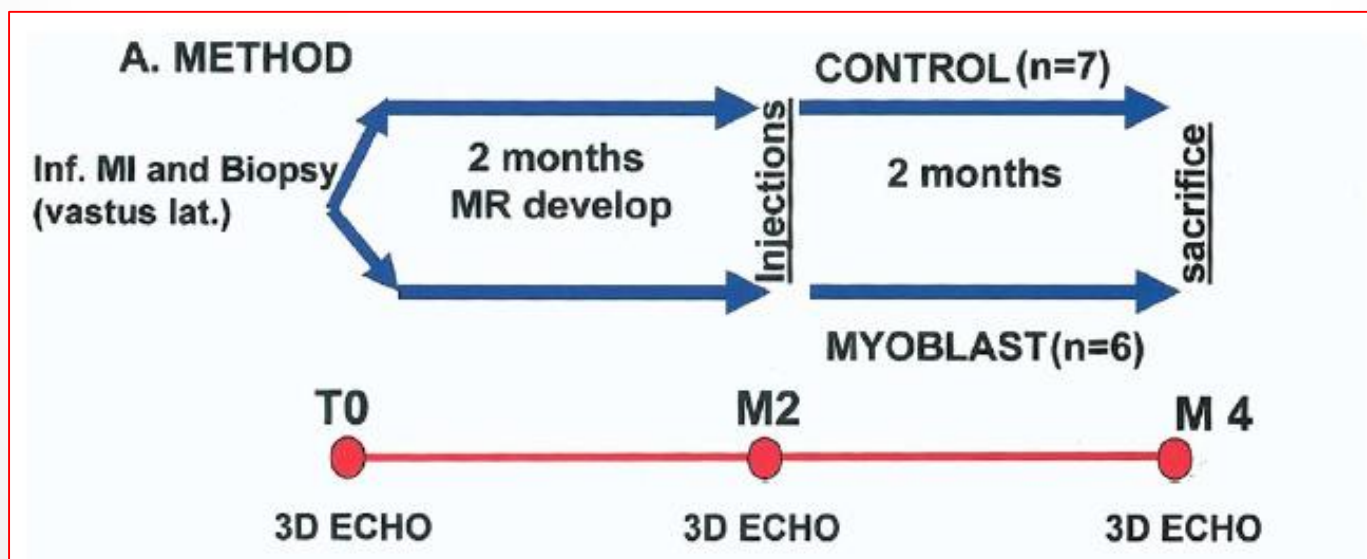 A. METHOD
CONTROL (n=7)
Inf. MI and Biopsy
(vastus lat.)
2 months
MR develop
Injections
2 months
sacrifice
MYOBLAST (n=6)
T0
M2
M 4
3D ECHO
3D ECHO
3D ECHO